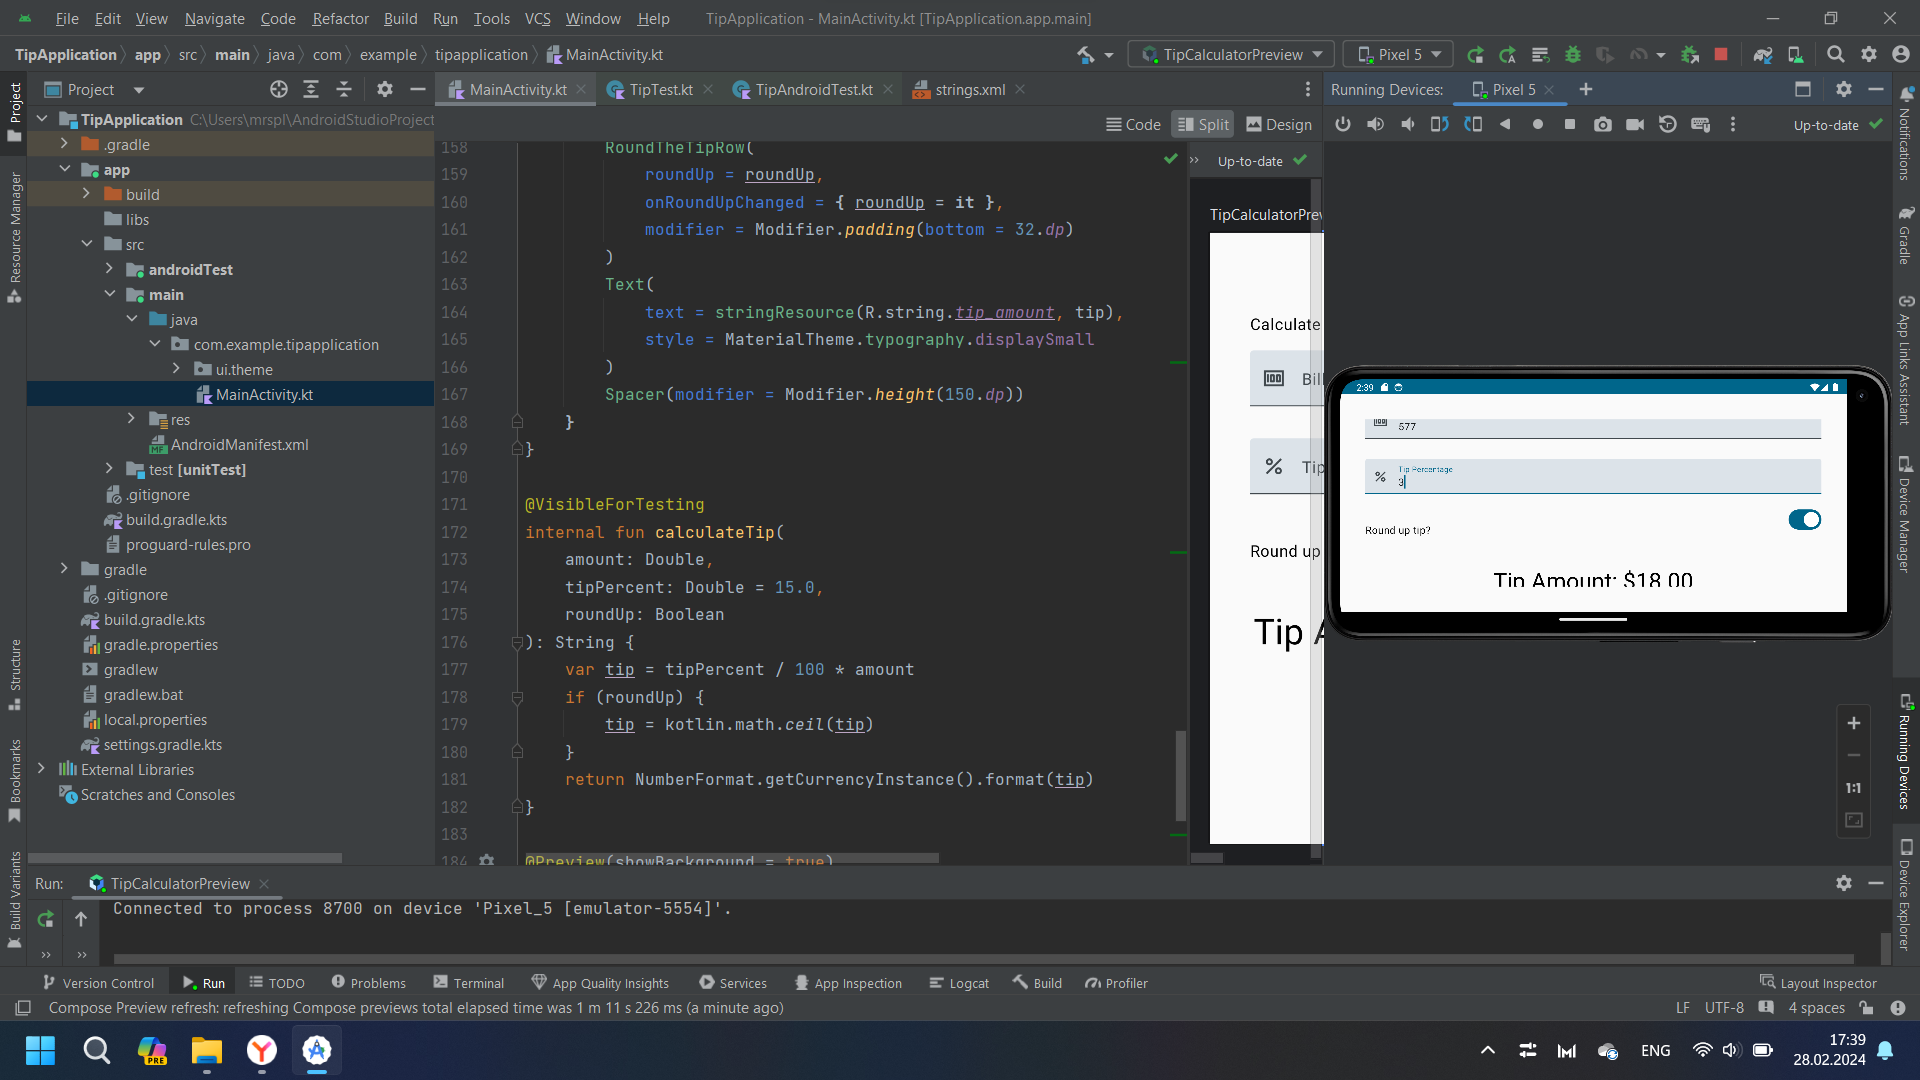 File Edit View Navigate Code Refactor Build Run Tools VCS Window Help TipApplication - MainActivity.kt [TipApplication.app.main]
TipApplication app src main java com example tipapplication MainActivity.kt TipCalculatorPreview Pixel 5
Project MainActivity.kt TipTest.kt TipAndroidTest.kt strings.xml Running Devices: Pixel 5
Code Split Design Up-to-date
TipApplication C:\Users\mrspl\AndroidStudioProject
.gradle
app
build
libs
src
androidTest
main
java
com.example.tipapplication
ui.theme
MainActivity.kt
res
AndroidManifest.xml
test [unitTest]
.gitignore
build.gradle.kts
proguard-rules.pro
gradle
.gitignore
build.gradle.kts
gradle.properties
gradlew
gradlew.bat
local.properties
settings.gradle.kts
External Libraries
Scratches and Consoles
158 RoundTheTipRow(
159 roundUp = roundUp,
160 onRoundUpChanged = { roundUp = it },
161 modifier = Modifier.padding(bottom = 32.dp)
162 )
163 Text(
164 text = stringResource(R.string.tip_amount, tip),
165 style = MaterialTheme.typography.displaySmall
166 )
167 Spacer(modifier = Modifier.height(150.dp))
168 }
169 }
170
171 @VisibleForTesting
172 internal fun calculateTip(
173 amount: Double,
174 tipPercent: Double = 15.0,
175 roundUp: Boolean
176 ): String {
177 var tip = tipPercent / 100 * amount
178 if (roundUp) {
179 tip = kotlin.math.ceil(tip)
180 }
181 return NumberFormat.getCurrencyInstance().format(tip)
182 }
183
184 @Preview(showBackground = true)
Up-to-date
TipCalculatorPrev
Calculate
Bill
Tip
Round up
Tip A
2:39
577
Tip Percentage
3
Round up tip?
Tip Amount: $18.00
1:1
Project
Resource Manager
Structure
Bookmarks
Build Variants
Notifications
Gradle
App Links Assistant
Device Manager
Running Devices
Device Explorer
Run: TipCalculatorPreview
Connected to process 8700 on device 'Pixel_5 [emulator-5554]'.
Version Control Run TODO Problems Terminal App Quality Insights Services App Inspection Logcat Build Profiler Layout Inspector
Compose Preview refresh: refreshing Compose previews total elapsed time was 1 m 11 s 226 ms (a minute ago) LF UTF-8 4 spaces
PRE
ENG
17:39
28.02.2024